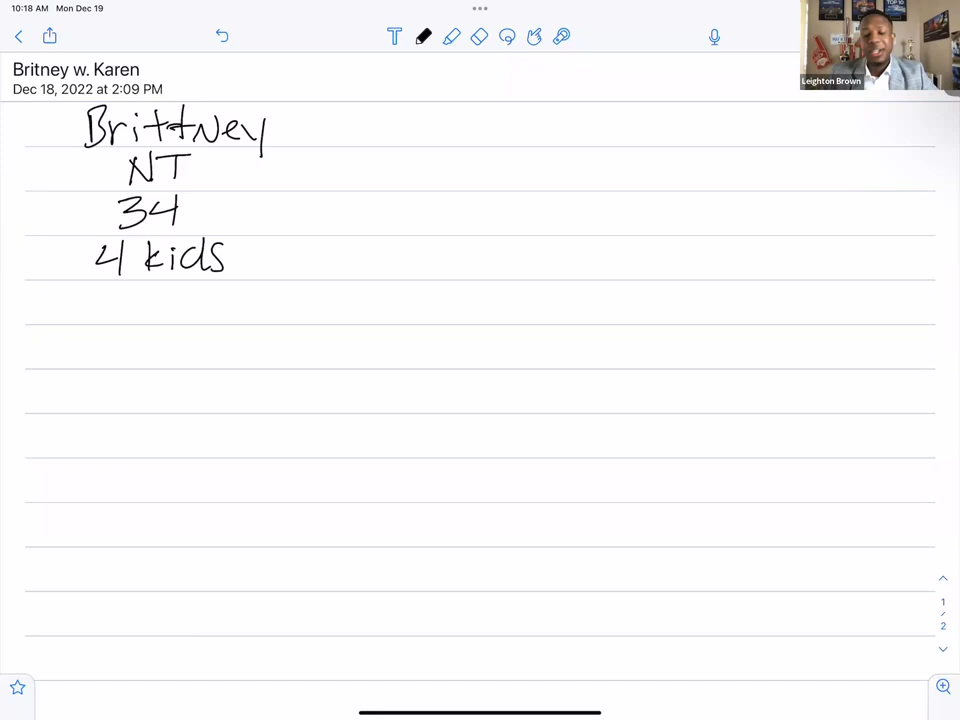 10:18 AM Mon Dec 19
Britney w. Karen
Dec 18, 2022 at 2:09 PM
Leighton Brown
Brittney
NT
34
4 kids
1
/
2